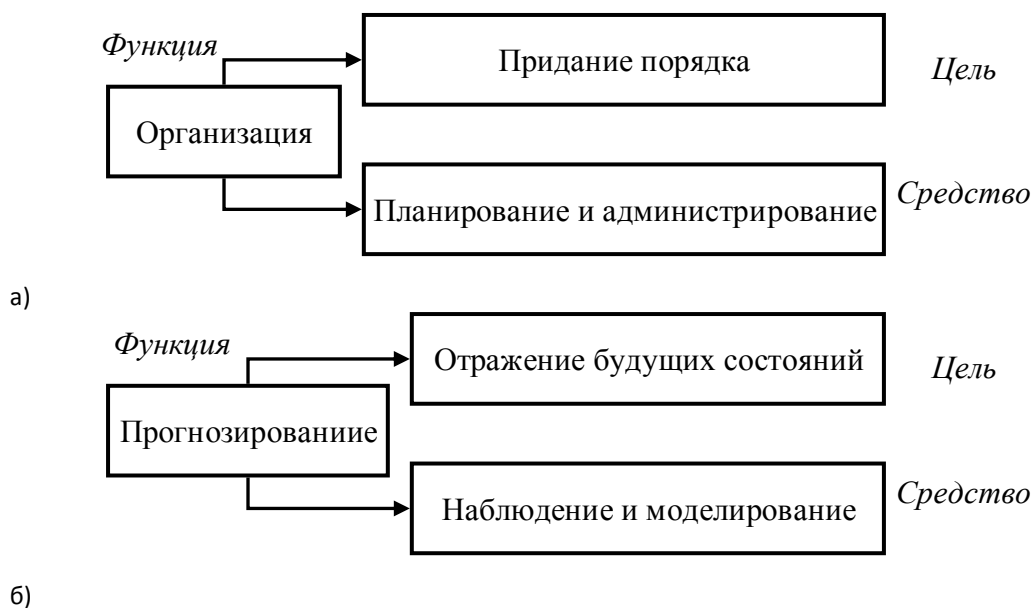 Функция
Придание порядка
Цель
Организация
Планирование и администрирование
Средство
а)
Функция
Отражение будущих состояний
Цель
Прогнозированиие
Наблюдение и моделирование
Средство
б)